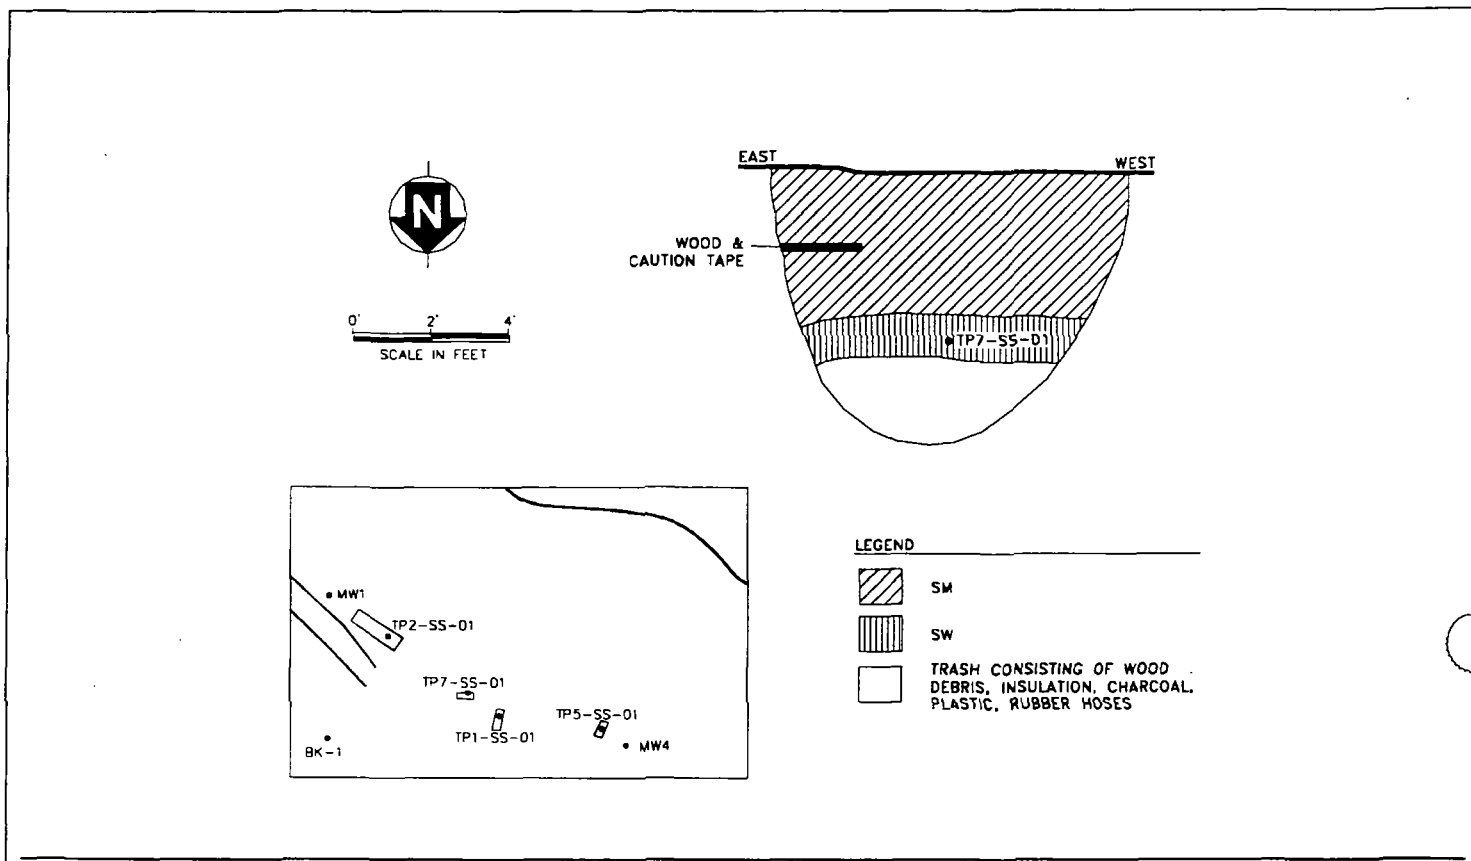 EAST
WEST
N
WOOD &
CAUTION TAPE
0' 2' 4'
SCALE IN FEET
TP7-SS-01
MW1
TP2-SS-01
TP7-SS-01
TP1-SS-01
TP5-SS-01
MW4
BK-1
LEGEND
SM
SW
TRASH CONSISTING OF WOOD
DEBRIS, INSULATION, CHARCOAL,
PLASTIC, RUBBER HOSES